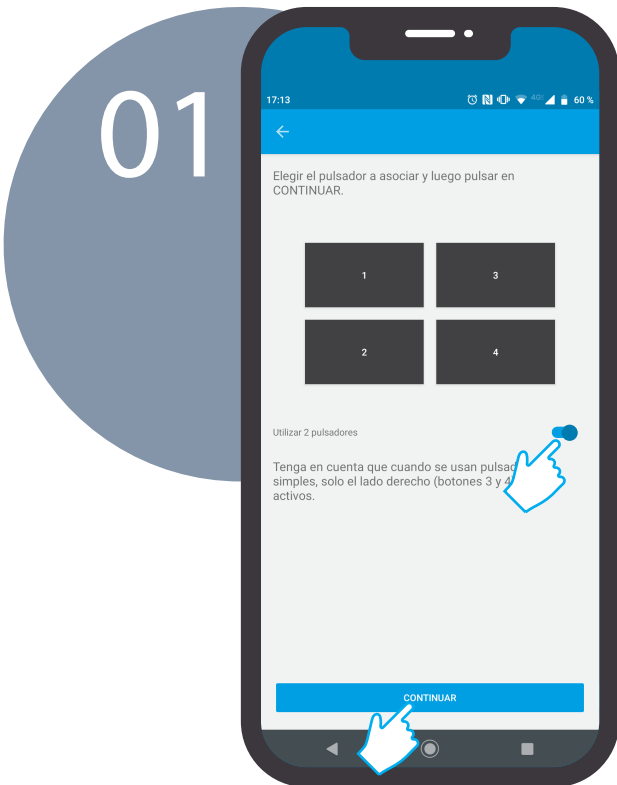 01
17:13
4G
60 %
Elegir el pulsador a asociar y luego pulsar en
CONTINUAR.
1
3
2
4
Utilizar 2 pulsadores
Tenga en cuenta que cuando se usan
simples, solo el lado derecho (botones 3 y 4
activos.
CONTINUAR